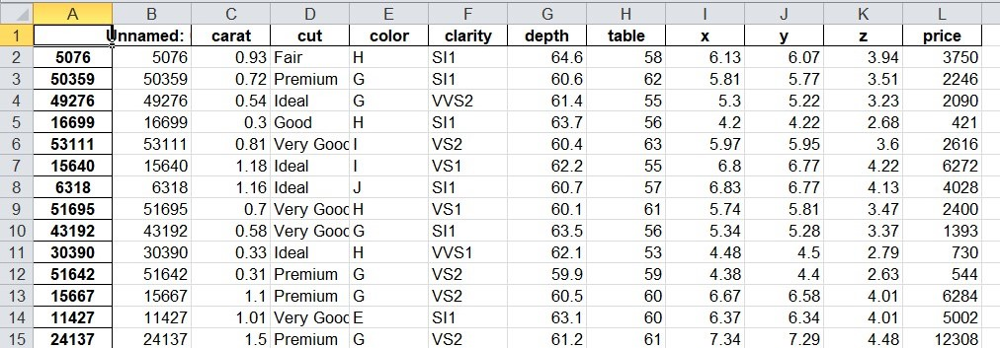 A B C D E F G H I J K L
1 Unnamed: carat cut color clarity depth table x y z price
2 5076 5076 0.93 Fair H SI1 64.6 58 6.13 6.07 3.94 3750
3 50359 50359 0.72 Premium G SI1 60.6 62 5.81 5.77 3.51 2246
4 49276 49276 0.54 Ideal G VVS2 61.4 55 5.3 5.22 3.23 2090
5 16699 16699 0.3 Good H SI1 63.7 56 4.2 4.22 2.68 421
6 53111 53111 0.81 Very Good I VS2 60.4 63 5.97 5.95 3.6 2616
7 15640 15640 1.18 Ideal I VS1 62.2 55 6.8 6.77 4.22 6272
8 6318 6318 1.16 Ideal J SI1 60.7 57 6.83 6.77 4.13 4028
9 51695 51695 0.7 Very Good H VS1 60.1 61 5.74 5.81 3.47 2400
10 43192 43192 0.58 Very Good G SI1 63.5 56 5.34 5.28 3.37 1393
11 30390 30390 0.33 Ideal H VVS1 62.1 53 4.48 4.5 2.79 730
12 51642 51642 0.31 Premium G VS2 59.9 59 4.38 4.4 2.63 544
13 15667 15667 1.1 Premium G VS2 60.5 60 6.67 6.58 4.01 6284
14 11427 11427 1.01 Very Good E SI1 63.1 60 6.37 6.34 4.01 5002
15 24137 24137 1.5 Premium G VS2 61.2 61 7.34 7.29 4.48 12308